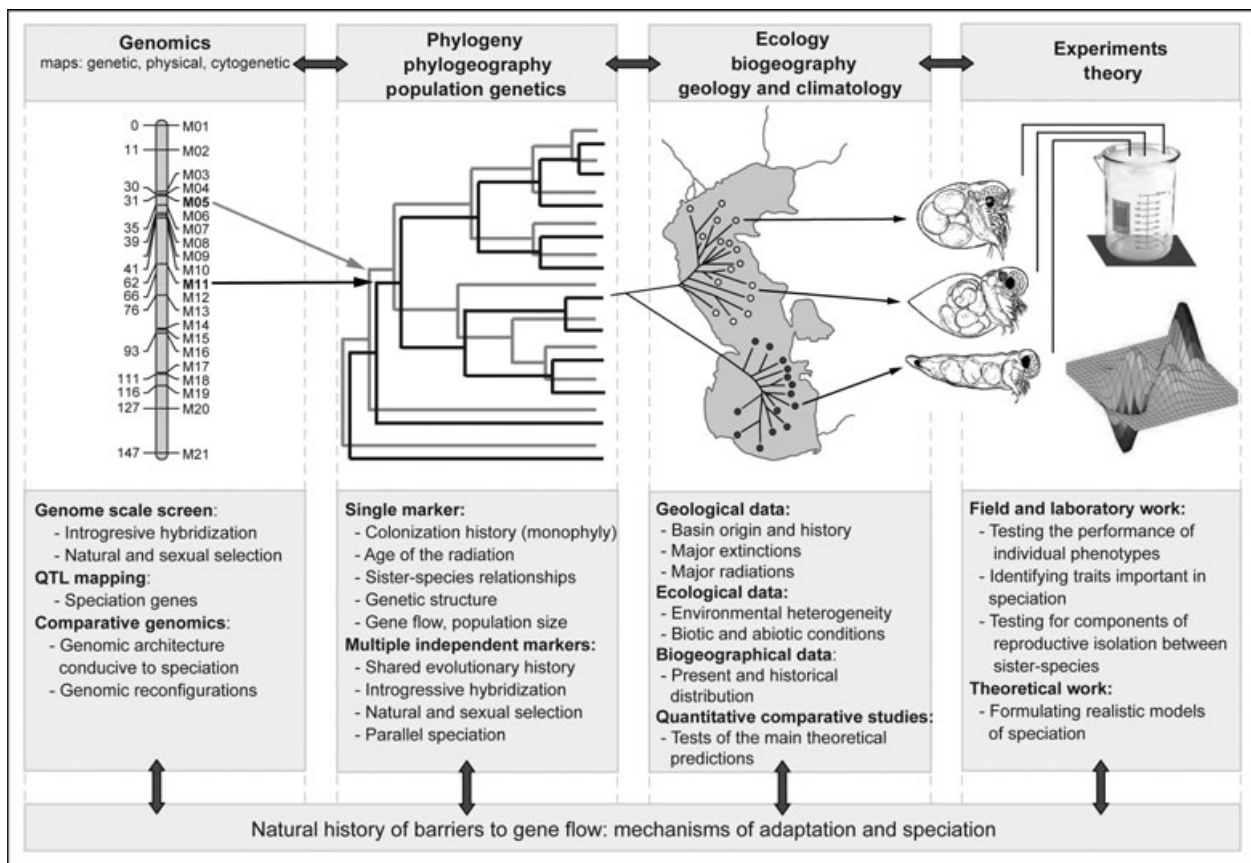 Genomics
maps: genetic, physical, cytogenetic
Phylogeny
phylogeography
population genetics
Ecology
biogeography
geology and climatology
Experiments
theory
0
11
30
31
35
39
41
62
66
76
93
111
116
127
147
M01
M02
M03
M04
M05
M06
M07
M08
M09
M10
M11
M12
M13
M14
M15
M16
M17
M18
M19
M20
M21
Genome scale screen:
- Introgresive hybridization
- Natural and sexual selection
QTL mapping:
- Speciation genes
Comparative genomics:
- Genomic architecture
conducive to speciation
- Genomic reconfigurations
Single marker:
- Colonization history (monophyly)
- Age of the radiation
- Sister-species relationships
- Genetic structure
- Gene flow, population size
Multiple independent markers:
- Shared evolutionary history
- Introgressive hybridization
- Natural and sexual selection
- Parallel speciation
Geological data:
- Basin origin and history
- Major extinctions
- Major radiations
Ecological data:
- Environmental heterogeneity
- Biotic and abiotic conditions
Biogeographical data:
- Present and historical
distribution
Quantitative comparative studies:
- Tests of the main theoretical
predictions
Field and laboratory work:
- Testing the performance of
individual phenotypes
- Identifying traits important in
speciation
- Testing for components of
reproductive isolation between
sister-species
Theoretical work:
- Formulating realistic models
of speciation
Natural history of barriers to gene flow: mechanisms of adaptation and speciation